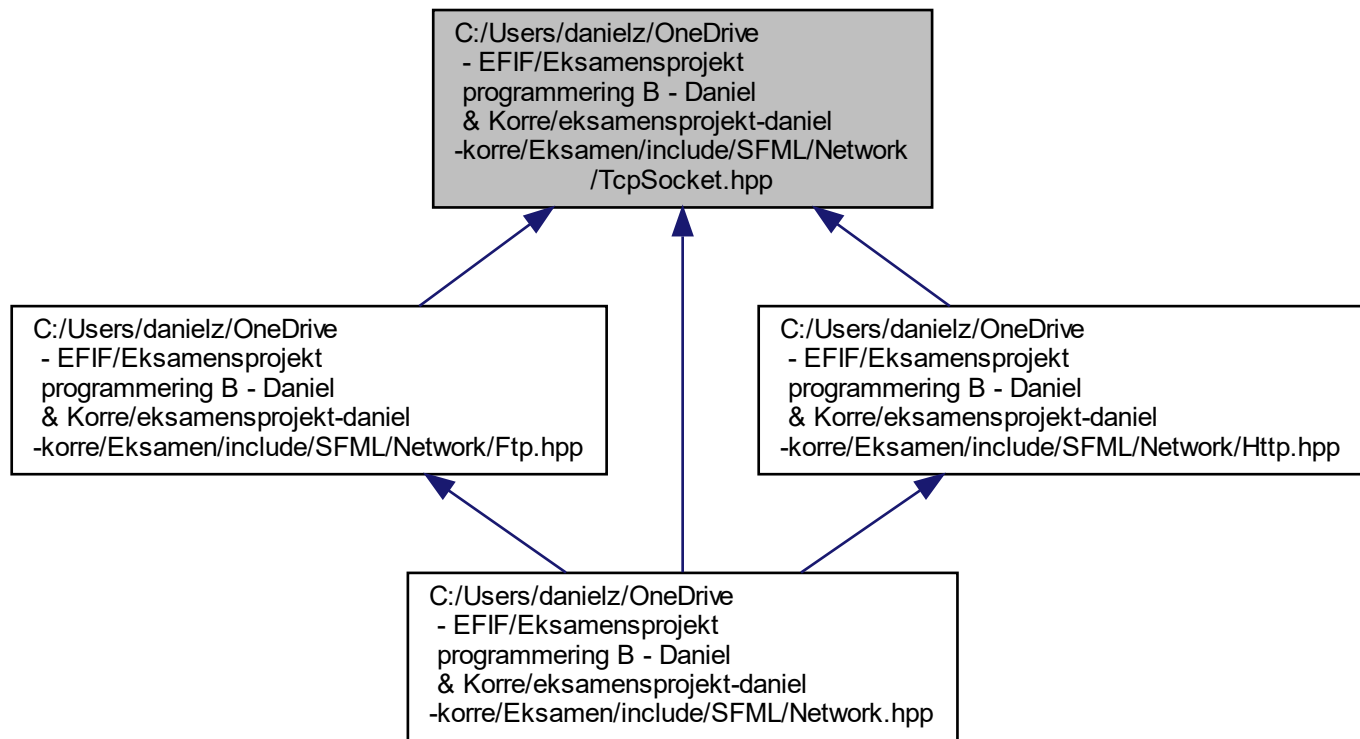 C:/Users/danielz/OneDrive
- EFIF/Eksamensprojekt
programmering B - Daniel
& Korre/eksamensprojekt-daniel
-korre/Eksamen/include/SFML/Network
/TcpSocket.hpp
C:/Users/danielz/OneDrive
- EFIF/Eksamensprojekt
programmering B - Daniel
& Korre/eksamensprojekt-daniel
-korre/Eksamen/include/SFML/Network/Ftp.hpp
C:/Users/danielz/OneDrive
- EFIF/Eksamensprojekt
programmering B - Daniel
& Korre/eksamensprojekt-daniel
-korre/Eksamen/include/SFML/Network/Http.hpp
C:/Users/danielz/OneDrive
- EFIF/Eksamensprojekt
programmering B - Daniel
& Korre/eksamensprojekt-daniel
-korre/Eksamen/include/SFML/Network.hpp